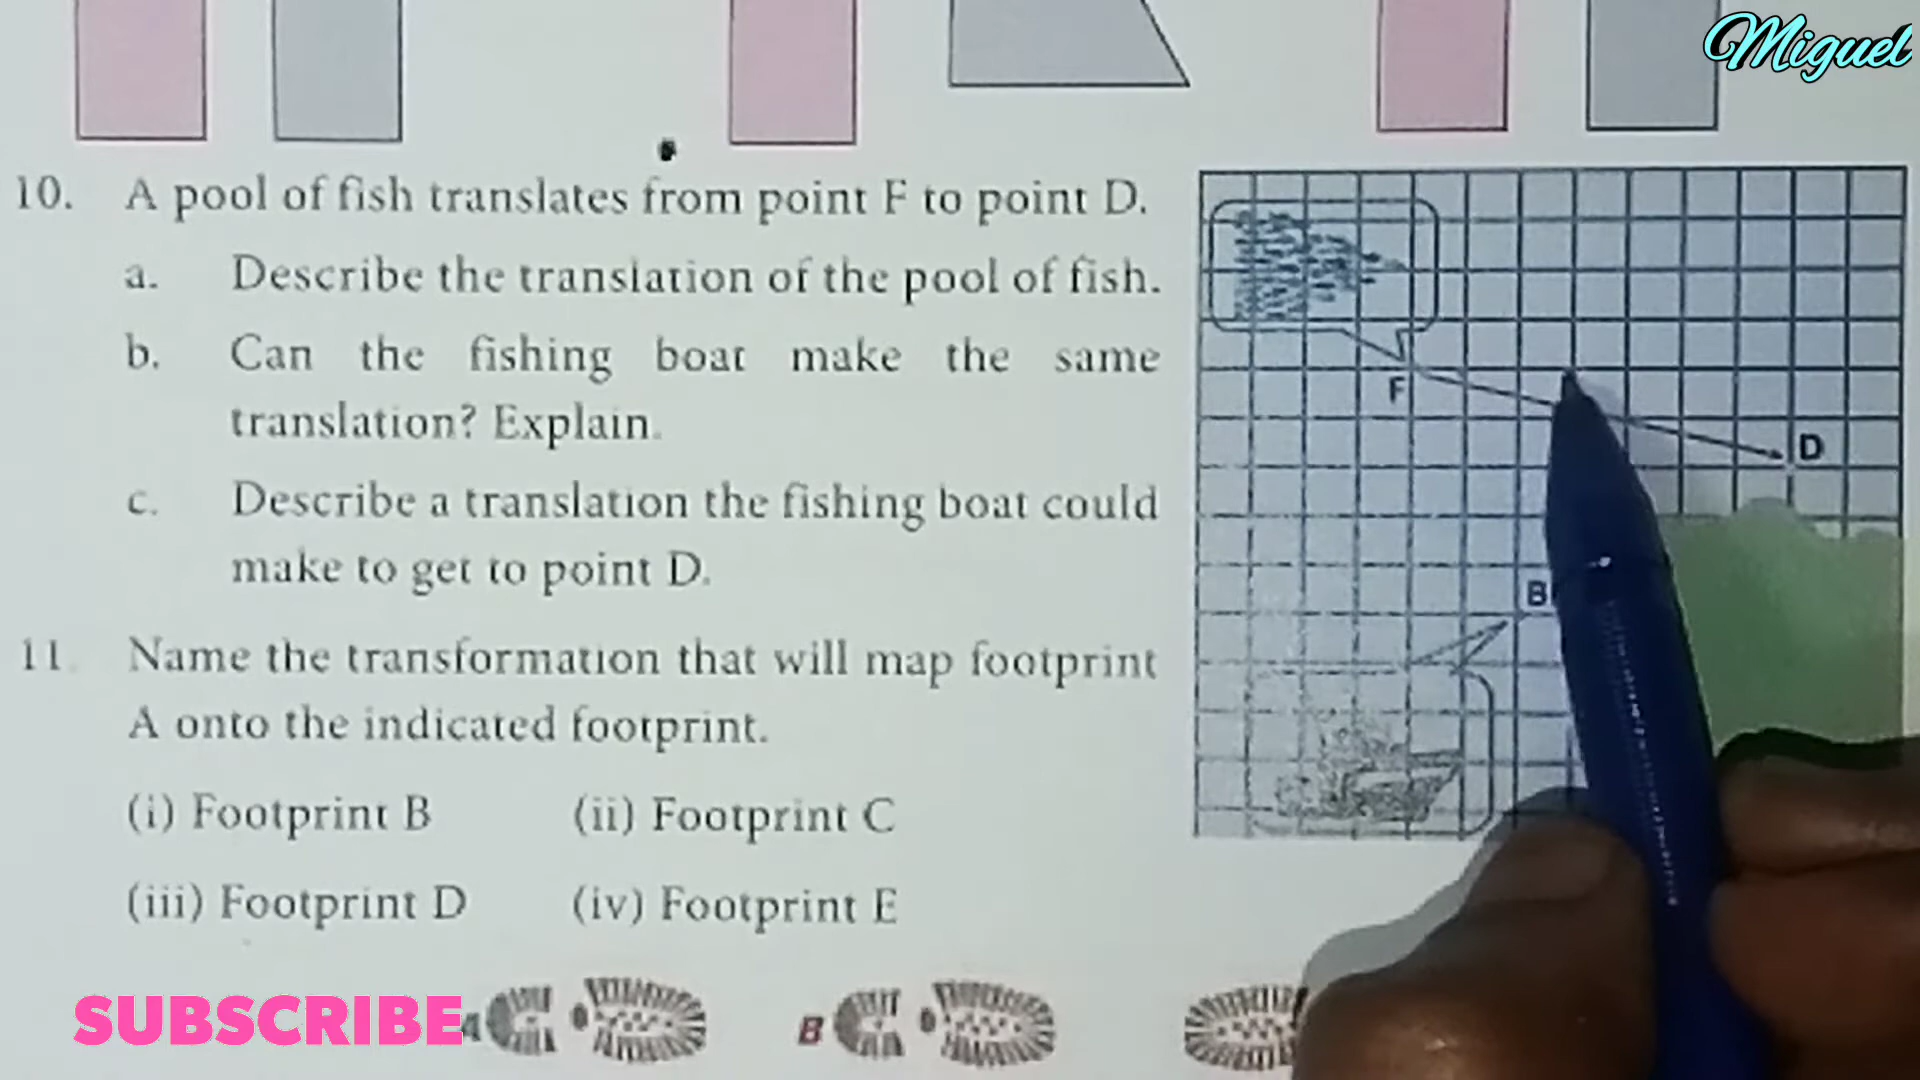 Miguel
10. A pool of fish translates from point F to point D.
a. Describe the translation of the pool of fish.
b. Can the fishing boat make the same
translation? Explain.
c. Describe a translation the fishing boat could
make to get to point D.
F
D
B
11. Name the transformation that will map footprint
A onto the indicated footprint.
(i) Footprint B (ii) Footprint C
(iii) Footprint D (iv) Footprint E
SUBSCRIBE
A B